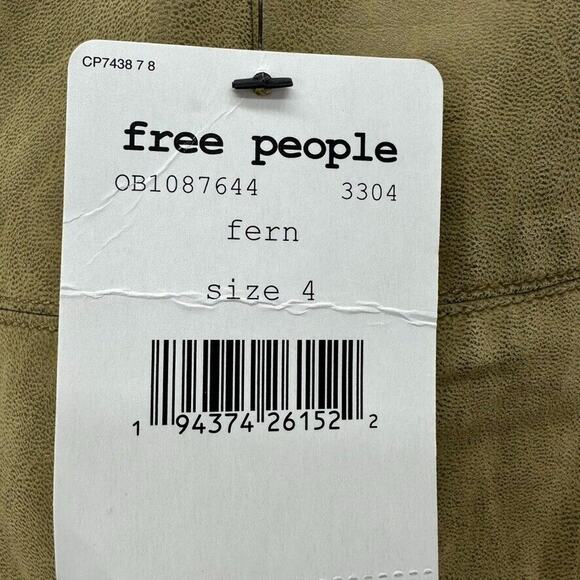 CP7438 7 8
free people
OB1087644 3304
fern
size 4
1 94374 26152 2